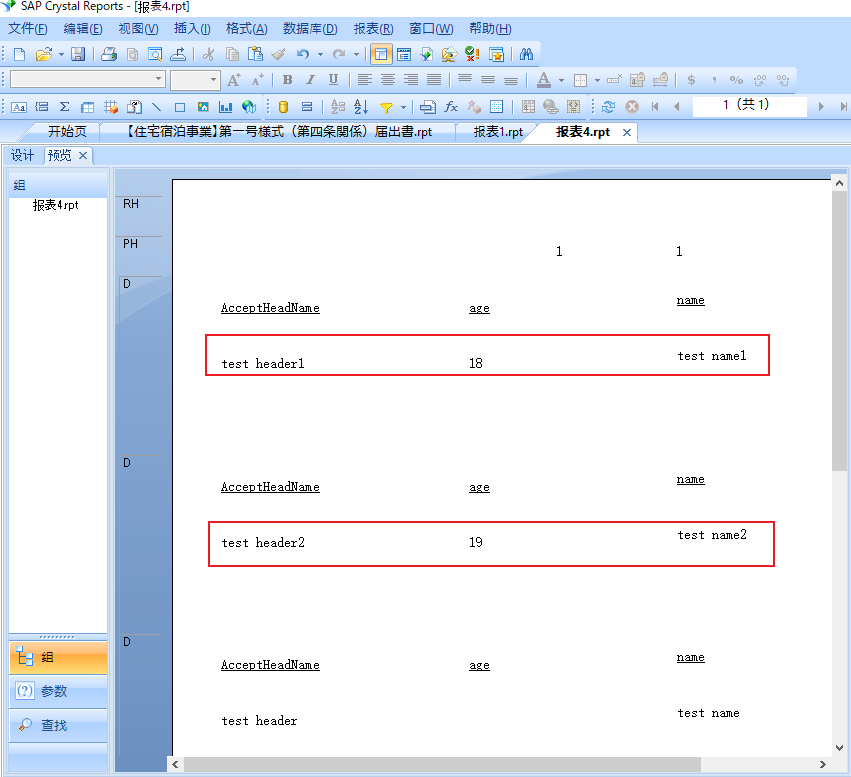 SAP Crystal Reports - [报表4.rpt]
文件(F) 编辑(E) 视图(V) 插入(I) 格式(A) 数据库(D) 报表(R) 窗口(W) 帮助(H)
B I U
1 (共 1)
开始页 【住宅宿泊事業】第一号様式（第四条関係）届出書.rpt 报表1.rpt 报表4.rpt
设计 预览
组
报表4.rpt
RH
PH
1 1
D
AcceptHeadName age name
test header1 18 test name1
D
AcceptHeadName age name
test header2 19 test name2
D
AcceptHeadName age name
test header test name
组
参数
查找